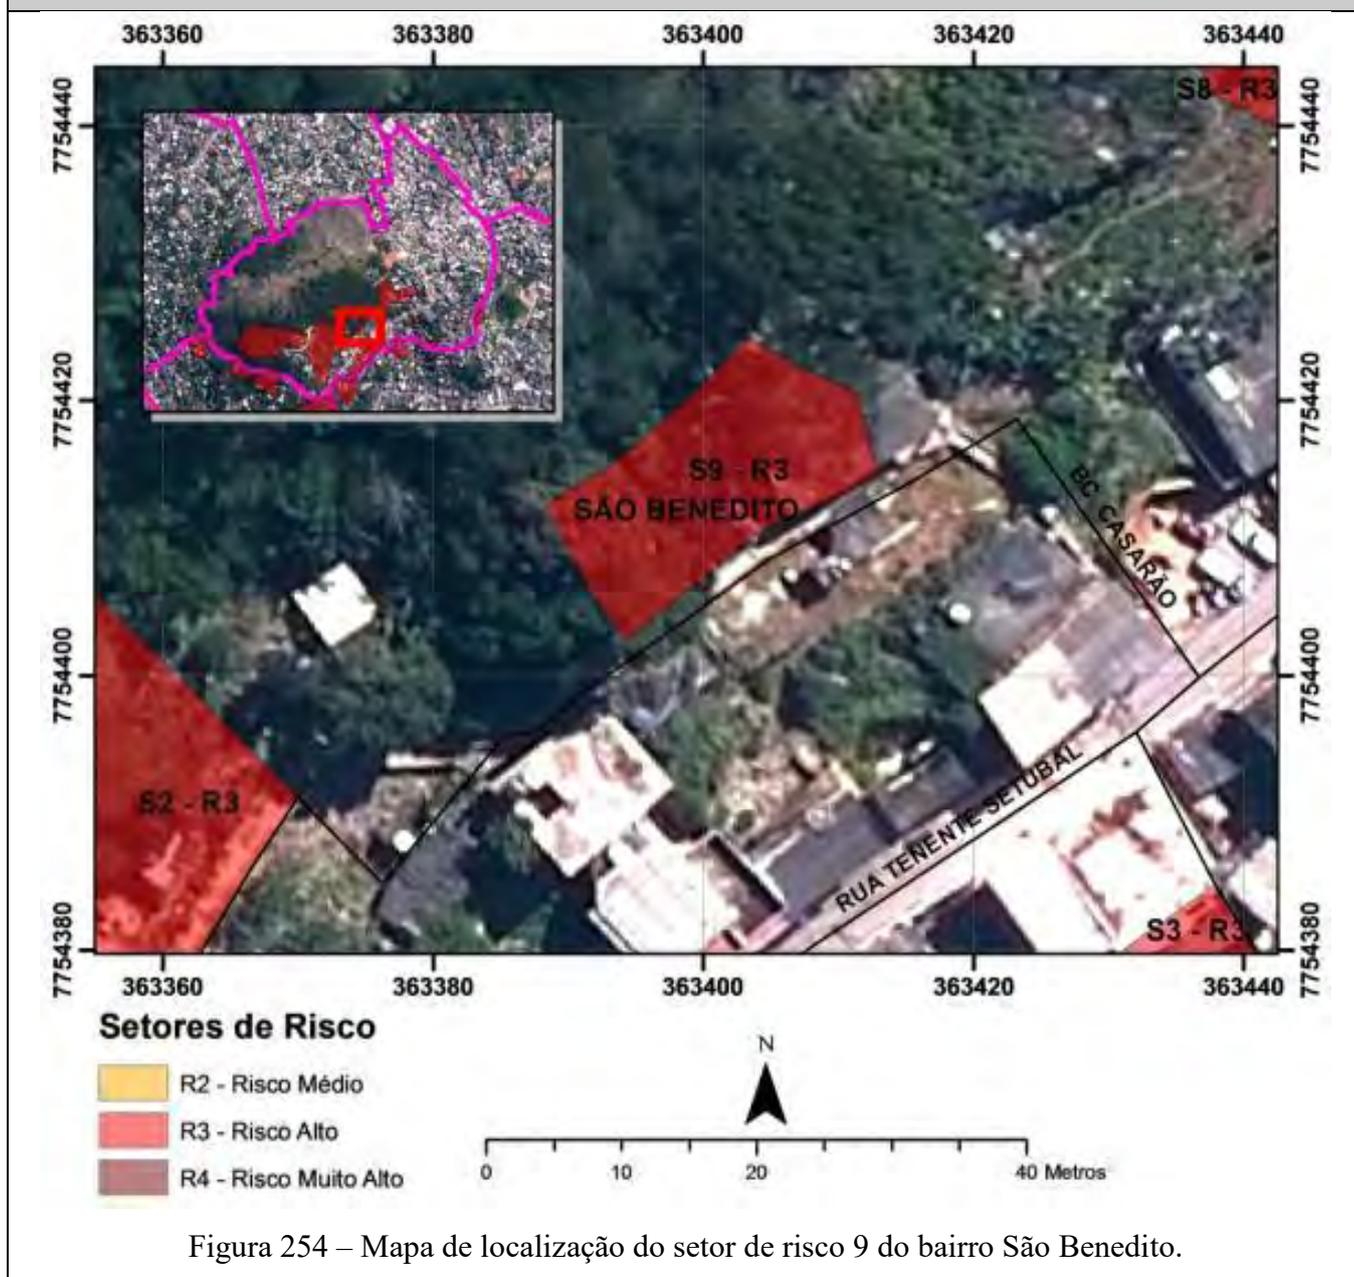 363360 363380 363400 363420 363440
7754440
7754440
S8 - R3
7754420
7754420
S9 - R3
SÃO BENEDITO
BC CASARÃO
7754400
7754400
S2 - R3
RUA TENENTE SETUBAL
S3 - R3
7754380
7754380
363360 363380 363400 363420 363440
Setores de Risco
R2 - Risco Médio
R3 - Risco Alto
R4 - Risco Muito Alto
N
0 10 20 40 Metros
Figura 254 – Mapa de localização do setor de risco 9 do bairro São Benedito.